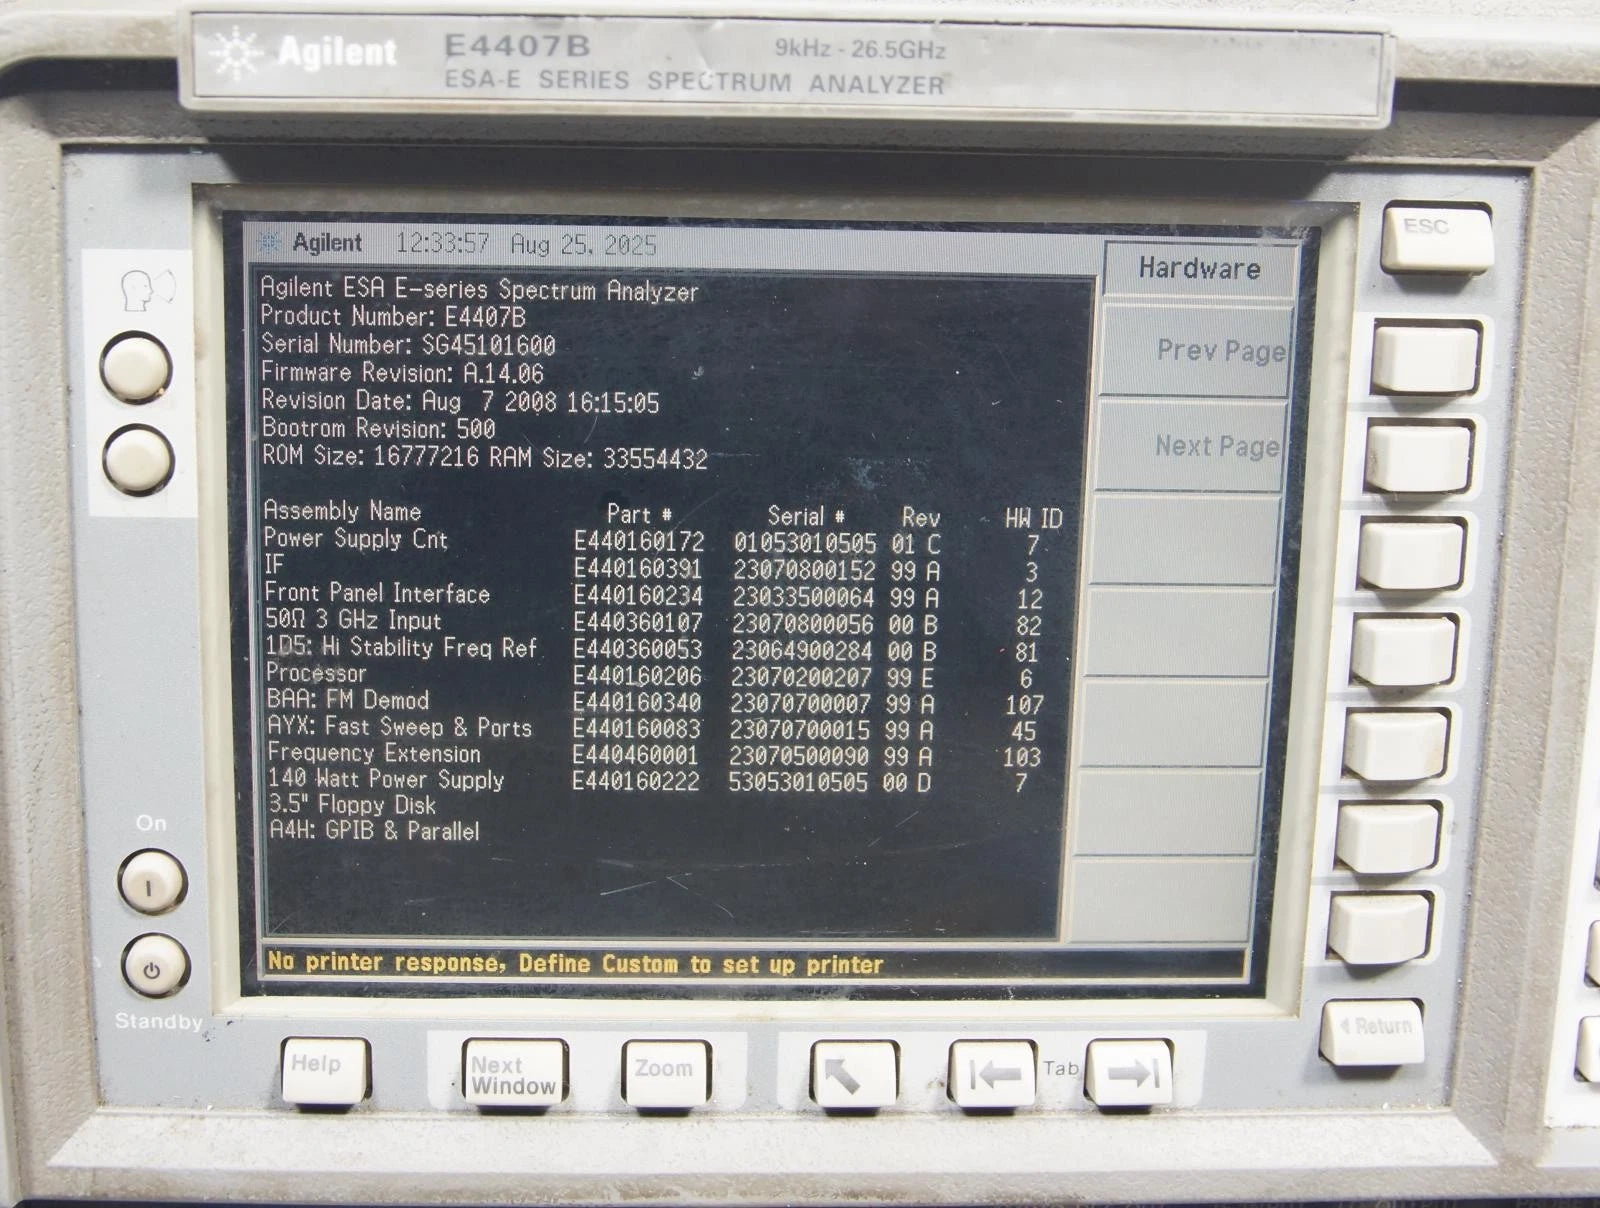 Agilent E4407B 9kHz - 26.5GHz
ESA-E SERIES SPECTRUM ANALYZER
Agilent 12:33:57 Aug 25, 2025
Agilent ESA E-series Spectrum Analyzer
Product Number: E4407B
Serial Number: SG45101600
Firmware Revision: A.14.06
Revision Date: Aug 7 2008 16:15:05
Bootrom Revision: 500
ROM Size: 16777216 RAM Size: 33554432
Assembly Name Part # Serial # Rev HW ID
Power Supply Cnt E440160172 01053010505 01 C 7
IF E440160391 23070800152 99 A 3
Front Panel Interface E440160234 23033500064 99 A 12
50Ω 3 GHz Input E440360107 23070800056 00 B 82
1D5: Hi Stability Freq Ref E440360053 23064900284 00 B 81
Processor E440160206 23070200207 99 E 6
BAA: FM Demod E440160340 23070700007 99 A 107
AYX: Fast Sweep & Ports E440160083 23070700015 99 A 45
Frequency Extension E440460001 23070500090 99 A 103
140 Watt Power Supply E440160222 53053010505 00 D 7
3.5" Floppy Disk
A4H: GPIB & Parallel
No printer response, Define Custom to set up printer
Hardware
Prev Page
Next Page
ESC
Return
On
Standby
Help
Next
Window
Zoom
Tab